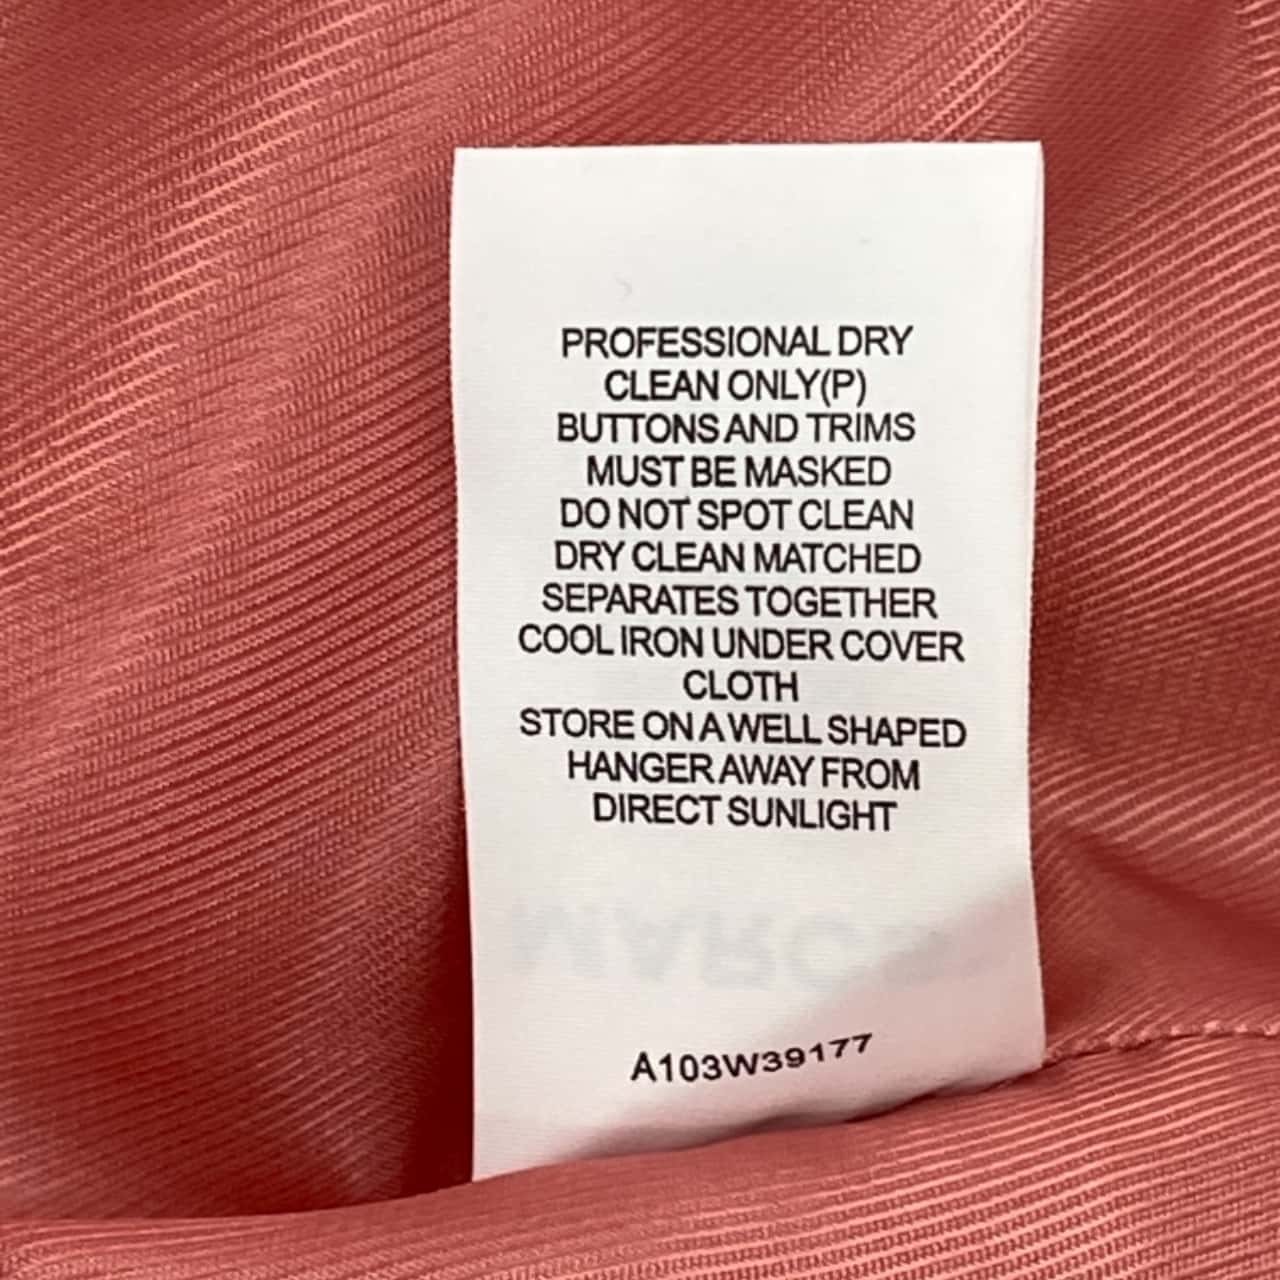 PROFESSIONAL DRY
CLEAN ONLY(P)
BUTTONS AND TRIMS
MUST BE MASKED
DO NOT SPOT CLEAN
DRY CLEAN MATCHED
SEPARATES TOGETHER
COOL IRON UNDER COVER
CLOTH
STORE ON A WELL SHAPED
HANGER AWAY FROM
DIRECT SUNLIGHT
A103W39177